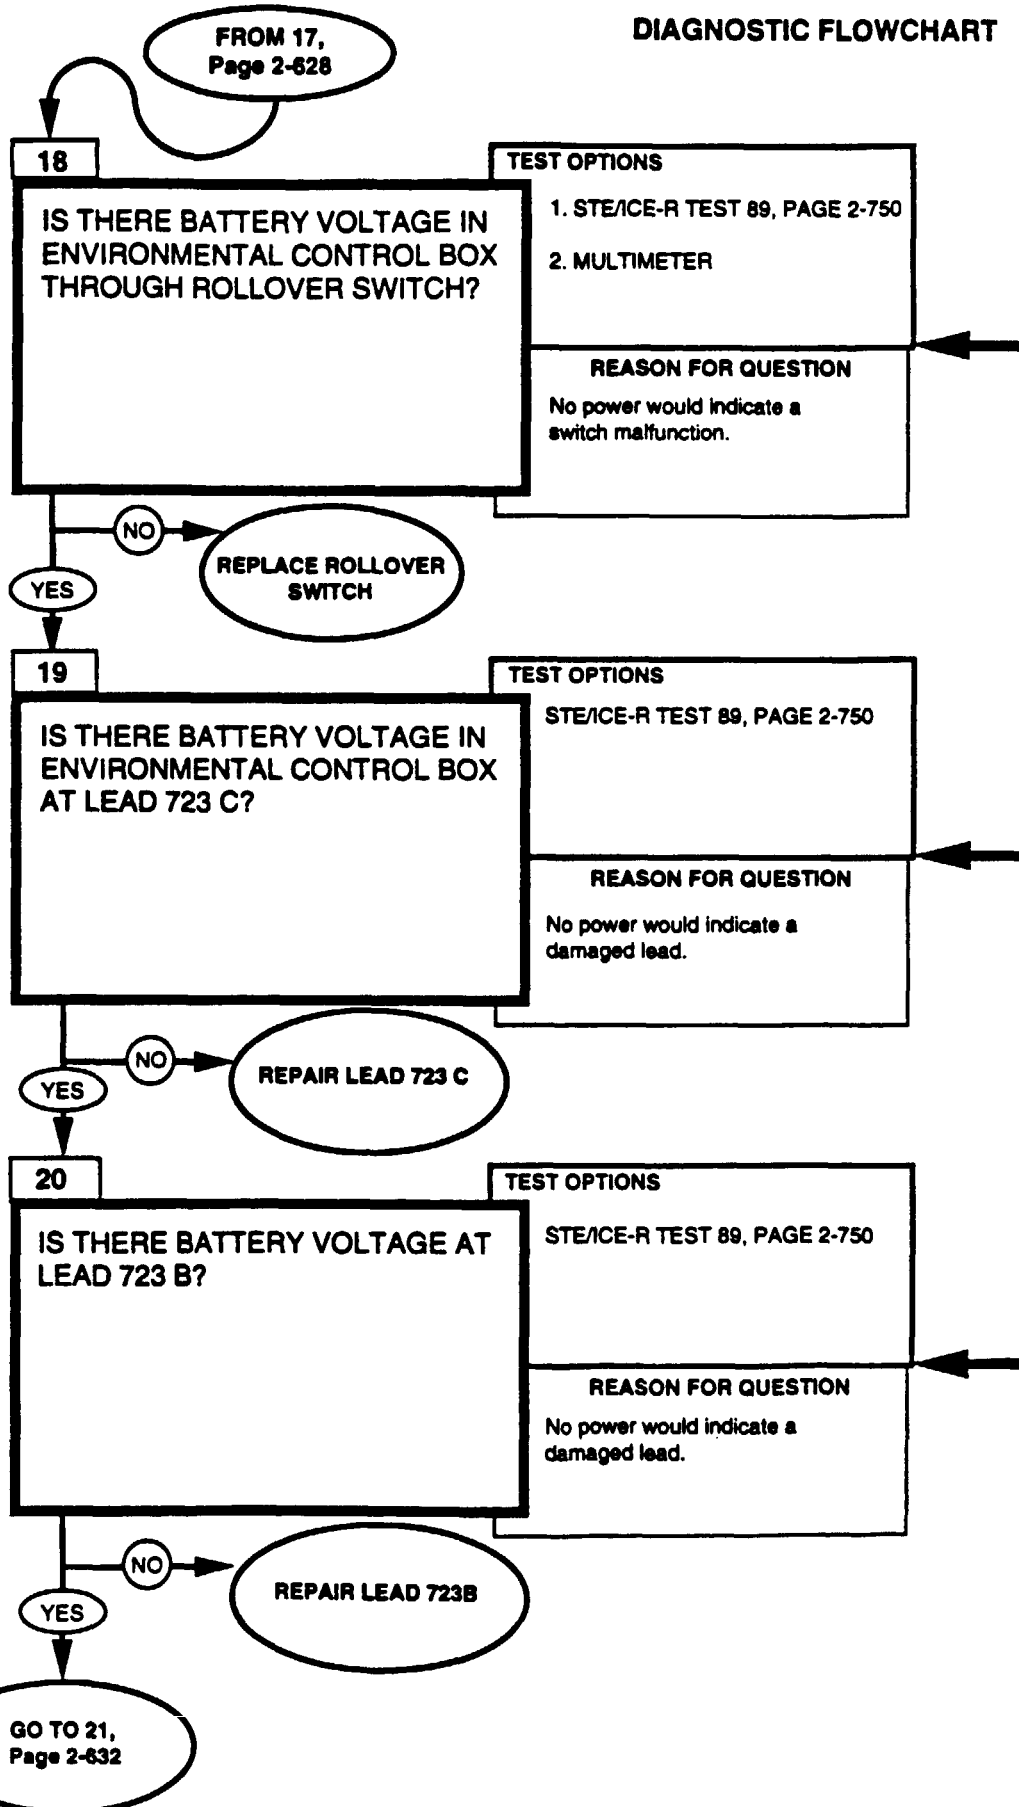 DIAGNOSTIC FLOWCHART
FROM 17,
Page 2-628
18
IS THERE BATTERY VOLTAGE IN
ENVIRONMENTAL CONTROL BOX
THROUGH ROLLOVER SWITCH?
TEST OPTIONS
1. STE/ICE-R TEST 89, PAGE 2-750
2. MULTIMETER
REASON FOR QUESTION
No power would indicate a
switch malfunction.
NO
REPLACE ROLLOVER
SWITCH
YES
19
IS THERE BATTERY VOLTAGE IN
ENVIRONMENTAL CONTROL BOX
AT LEAD 723 C?
TEST OPTIONS
STE/ICE-R TEST 89, PAGE 2-750
REASON FOR QUESTION
No power would indicate a
damaged lead.
NO
REPAIR LEAD 723 C
YES
20
IS THERE BATTERY VOLTAGE AT
LEAD 723 B?
TEST OPTIONS
STE/ICE-R TEST 89, PAGE 2-750
REASON FOR QUESTION
No power would indicate a
damaged lead.
NO
REPAIR LEAD 723B
YES
GO TO 21,
Page 2-632